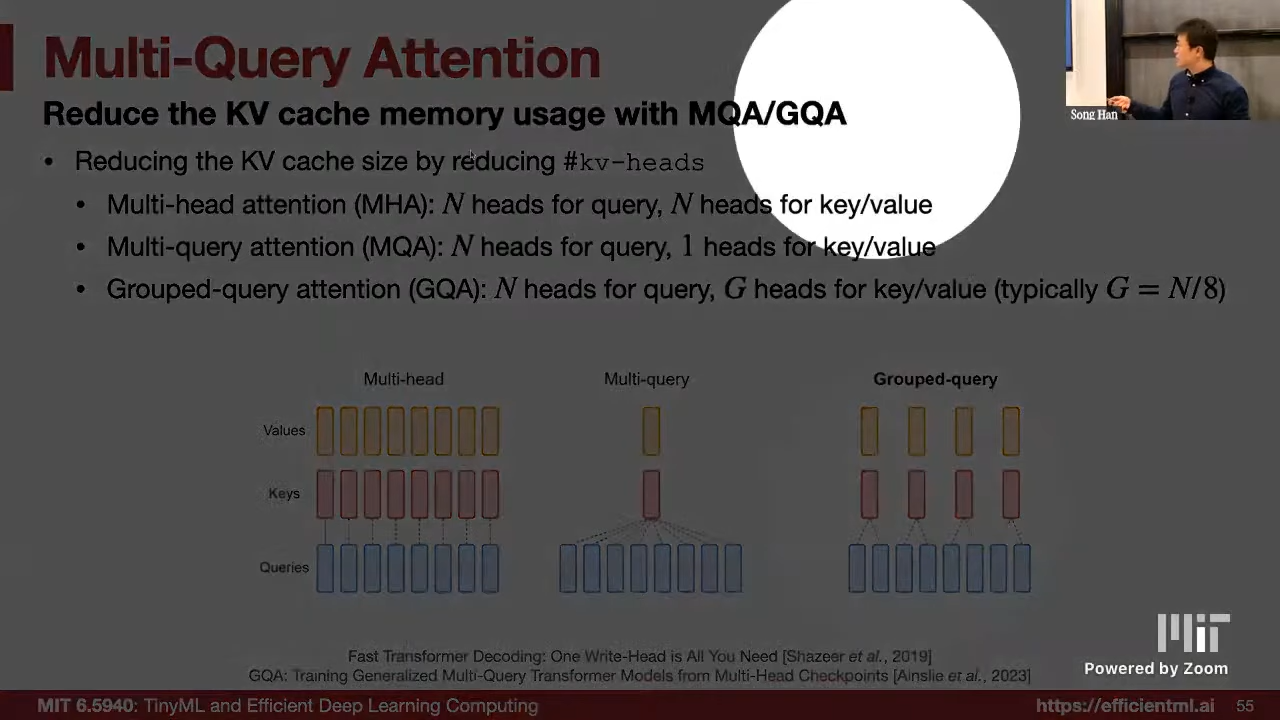 Multi-Query Attention
Reduce the KV cache memory usage with MQA/GQA
Song Han
• Reducing the KV cache size by reducing #kv-heads
• Multi-head attention (MHA): N heads for query, N heads for key/value
• Multi-query attention (MQA): N heads for query, 1 heads for key/value
• Grouped-query attention (GQA): N heads for query, G heads for key/value (typically G = N/8)
Multi-head Multi-query Grouped-query
Values
Keys
Queries
Fast Transformer Decoding: One Write-Head is All You Need [Shazeer et al., 2019]
GQA: Training Generalized Multi-Query Transformer Models from Multi-Head Checkpoints [Ainslie et al., 2023]
MIT
Powered by Zoom
MIT 6.5940: TinyML and Efficient Deep Learning Computing https://efficientml.ai 55